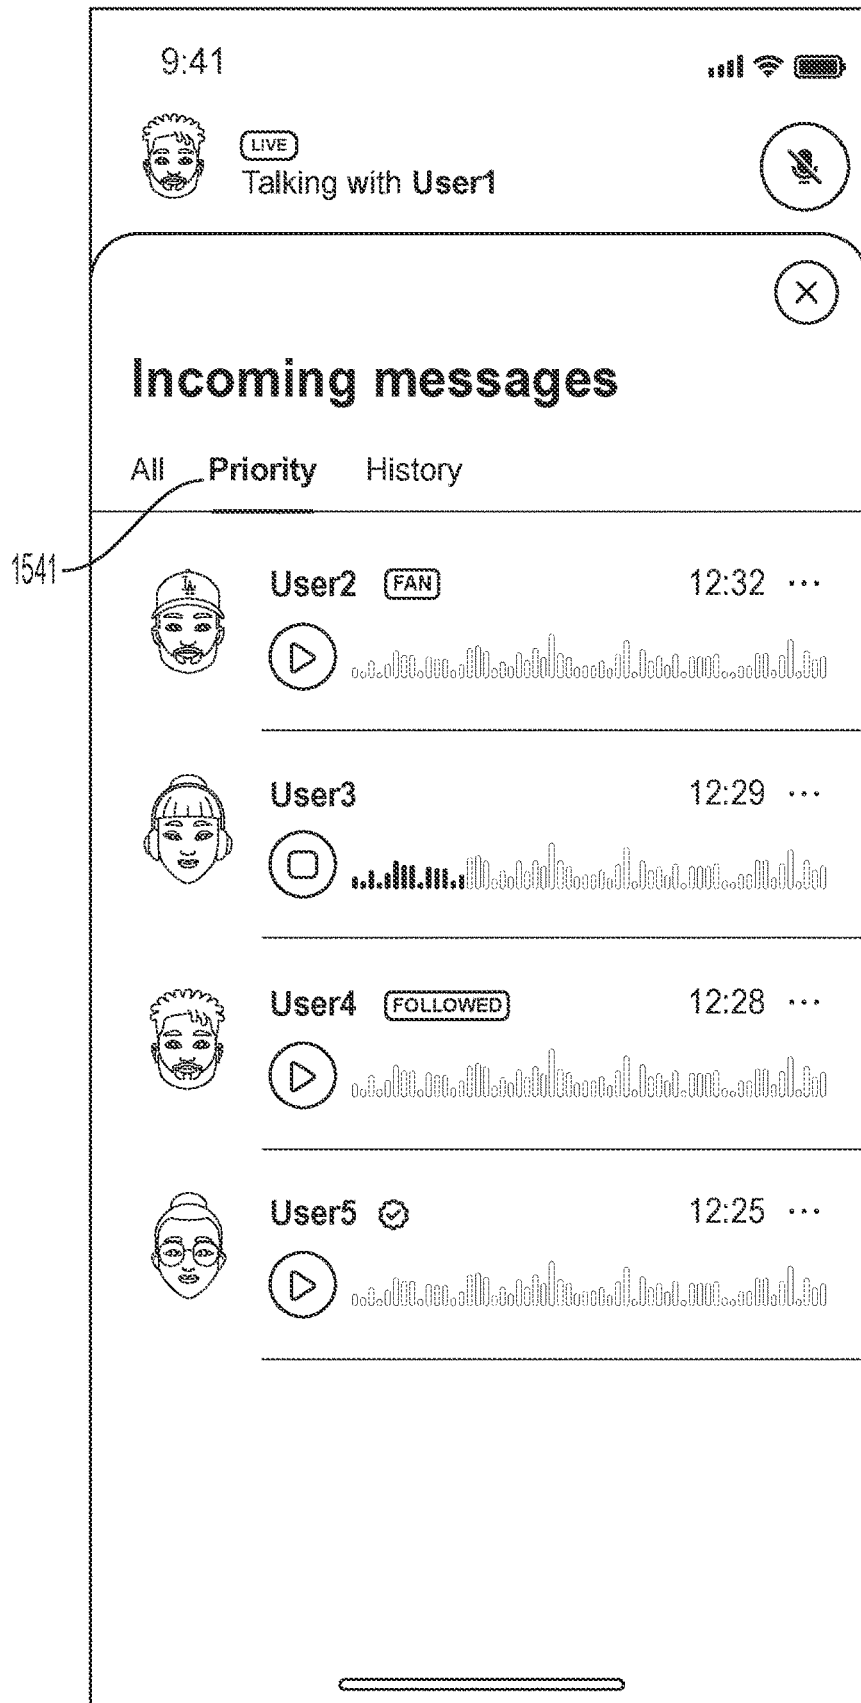 9:41
LIVE
Talking with User1
Incoming messages
All Priority History
1541
User2 FAN 12:32 ...
LA
User3 12:29 ...
User4 FOLLOWED 12:28 ...
User5 12:25 ...